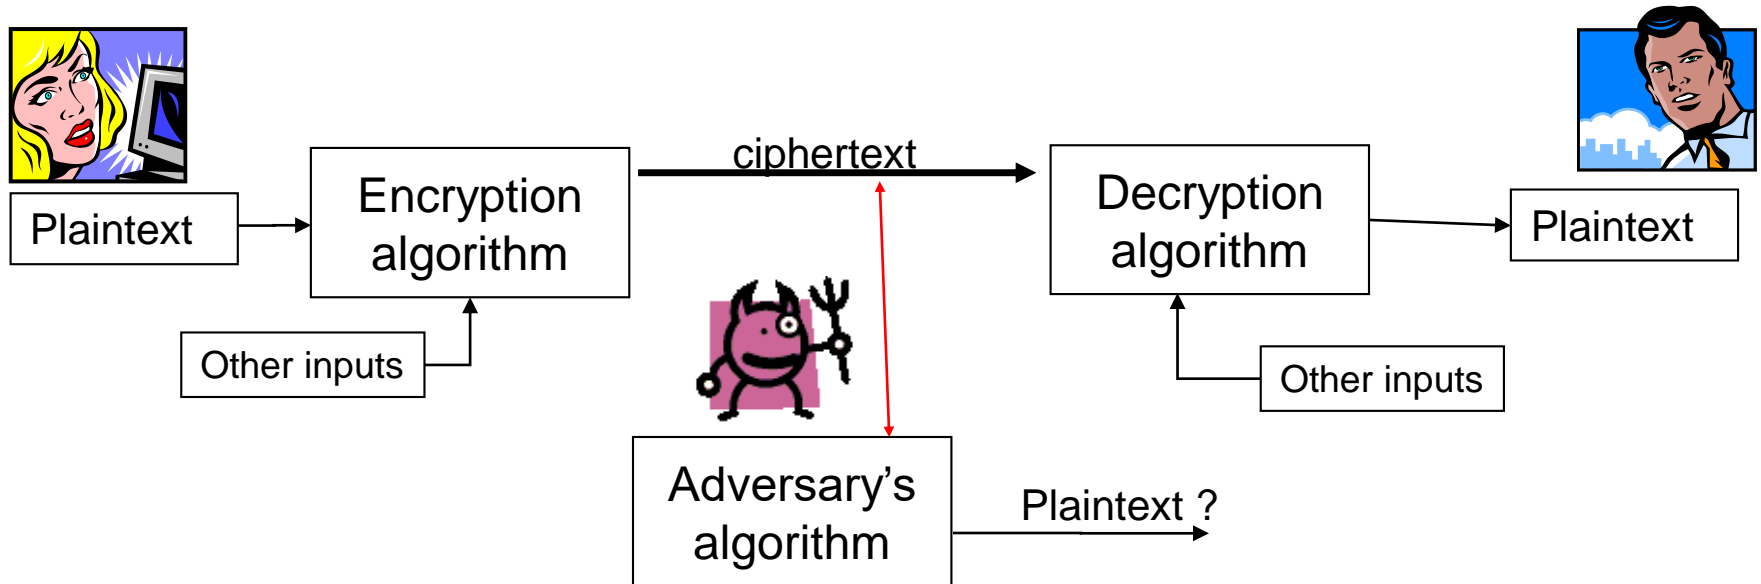 ciphertext
Encryption
algorithm
Decryption
algorithm
Plaintext
Plaintext
Other inputs
Other inputs
Adversary’s
algorithm
Plaintext ?